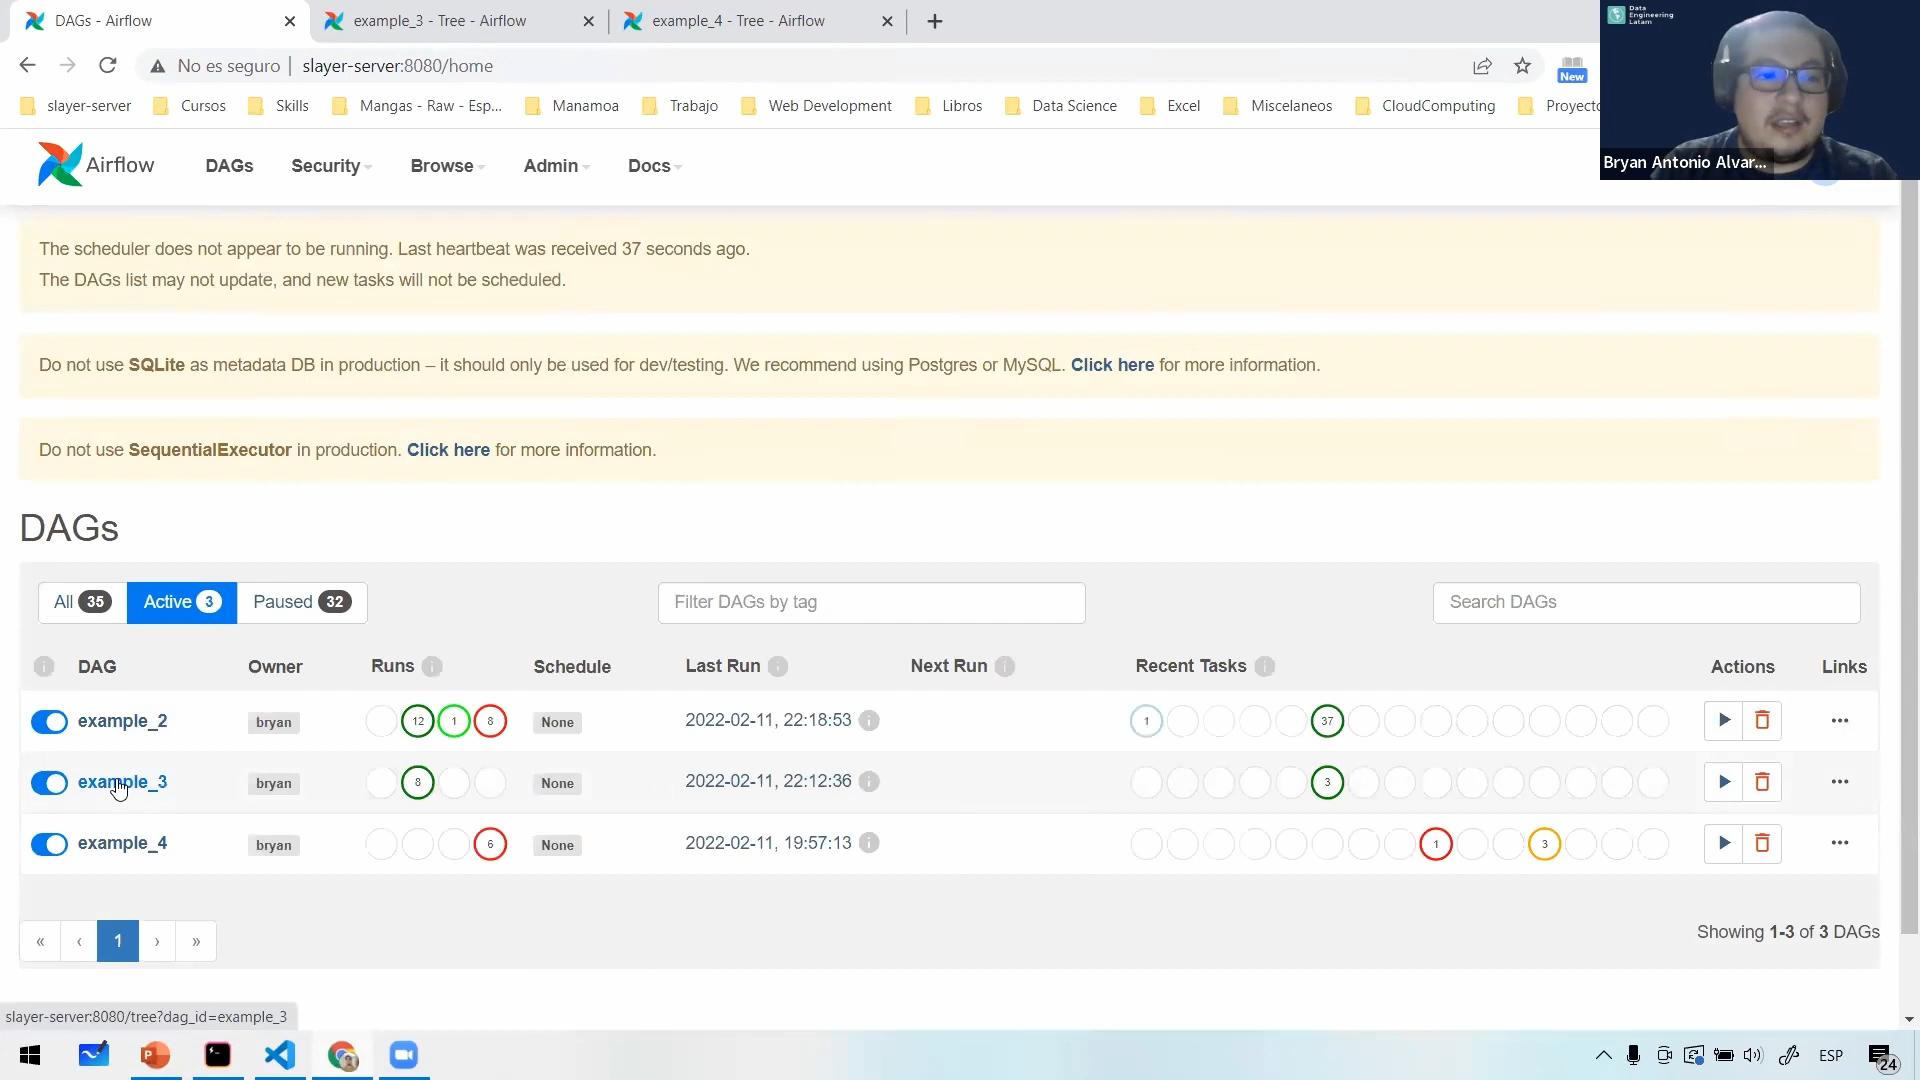 DAGs - Airflow
example_3 - Tree - Airflow
example_4 - Tree - Airflow
Data
Engineering
Latam
No es seguro
slayer-server:8080/home
New
slayer-server
Cursos
Skills
Mangas - Raw - Esp...
Manamoa
Trabajo
Web Development
Libros
Data Science
Excel
Miscelaneos
CloudComputing
Proyecto
Bryan Antonio Alvar...
Airflow
DAGs
Security
Browse
Admin
Docs
The scheduler does not appear to be running. Last heartbeat was received 37 seconds ago.
The DAGs list may not update, and new tasks will not be scheduled.
Do not use SQLite as metadata DB in production – it should only be used for dev/testing. We recommend using Postgres or MySQL. Click here for more information.
Do not use SequentialExecutor in production. Click here for more information.
DAGs
All 35
Active 3
Paused 32
Filter DAGs by tag
Search DAGs
DAG
Owner
Runs
Schedule
Last Run
Next Run
Recent Tasks
Actions
Links
example_2
bryan
12
1
8
None
2022-02-11, 22:18:53
1
37
example_3
bryan
8
None
2022-02-11, 22:12:36
3
example_4
bryan
6
None
2022-02-11, 19:57:13
1
3
« ‹ 1 › »
Showing 1-3 of 3 DAGs
slayer-server:8080/tree?dag_id=example_3
ESP
24